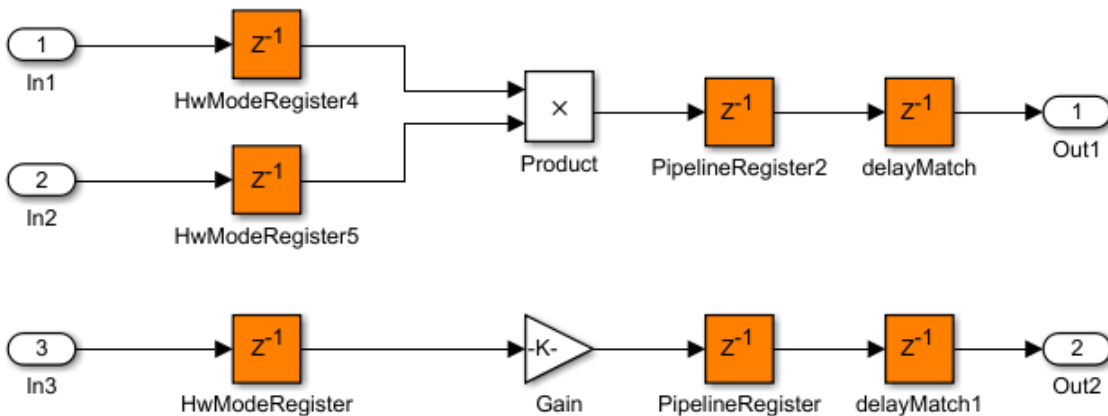 1
In1
Z-1
HwModeRegister4
2
In2
Z-1
HwModeRegister5
×
Product
Z-1
PipelineRegister2
Z-1
delayMatch
1
Out1
3
In3
Z-1
HwModeRegister
-K-
Gain
Z-1
PipelineRegister
Z-1
delayMatch1
2
Out2